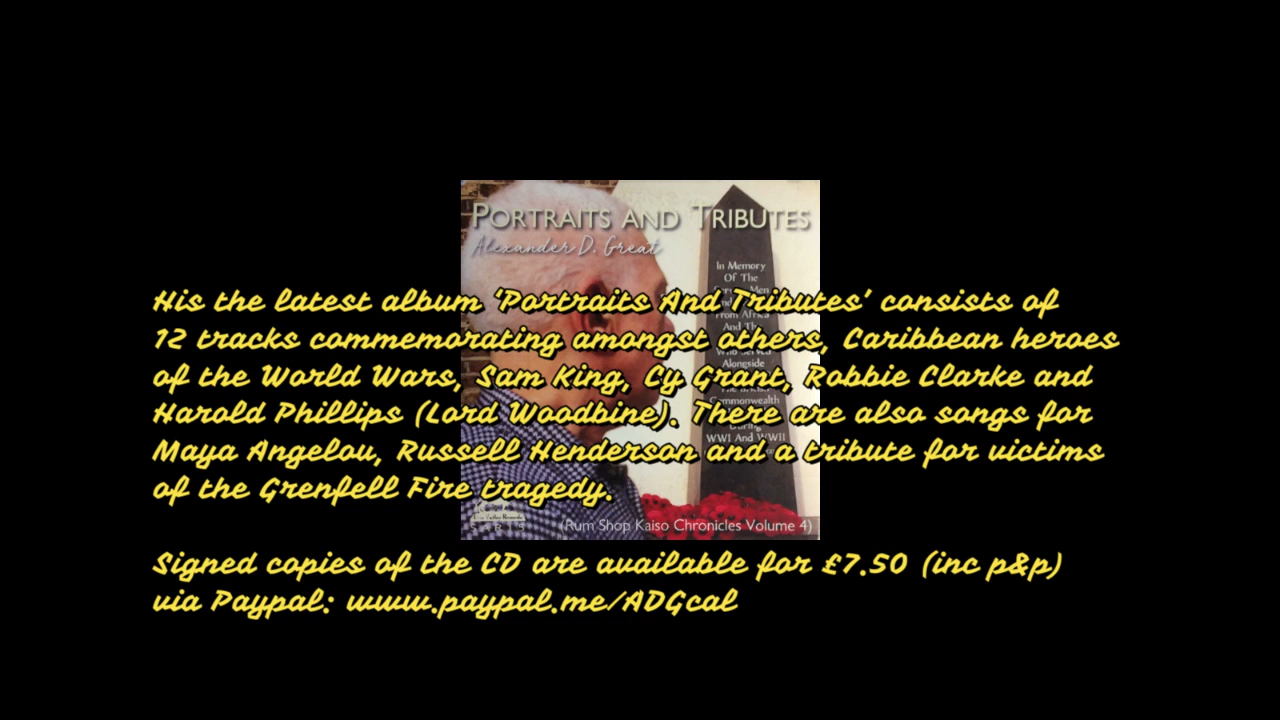 PORTRAITS AND TRIBUTES
Alexander D. Great
In Memory
Of The
From Africa
And The
Who Served
Alongside
Commonwealth
During
WWI And WWII
His the latest album ‘Portraits And Tributes’ consists of
12 tracks commemorating amongst others, Caribbean heroes
of the World Wars, Sam King, Cy Grant, Robbie Clarke and
Harold Phillips (Lord Woodbine). There are also songs for
Maya Angelou, Russell Henderson and a tribute for victims
of the Grenfell Fire tragedy.
(Rum Shop Kaiso Chronicles Volume 4)
Signed copies of the CD are available for £7.50 (inc p&p)
via Paypal: www.paypal.me/ADGcal